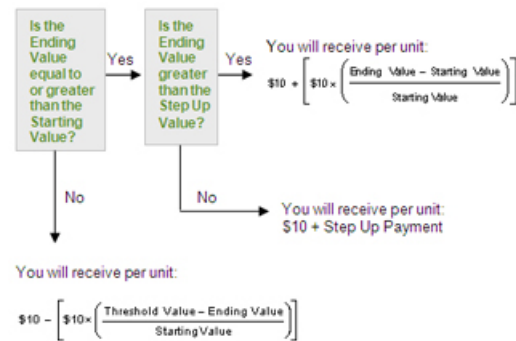 Is the
Ending
Value
equal to
or greater
than the
Starting
Value?
Yes
Is the
Ending
Value
greater
than the
Step Up
Value?
Yes
You will receive per unit:
$10 + [ $10 × ( Ending Value – Starting Value
Starting Value ) ]
No
No
You will receive per unit:
$10 + Step Up Payment
You will receive per unit:
$10 – [ $10× ( Threshold Value – Ending Value
Starting Value ) ]